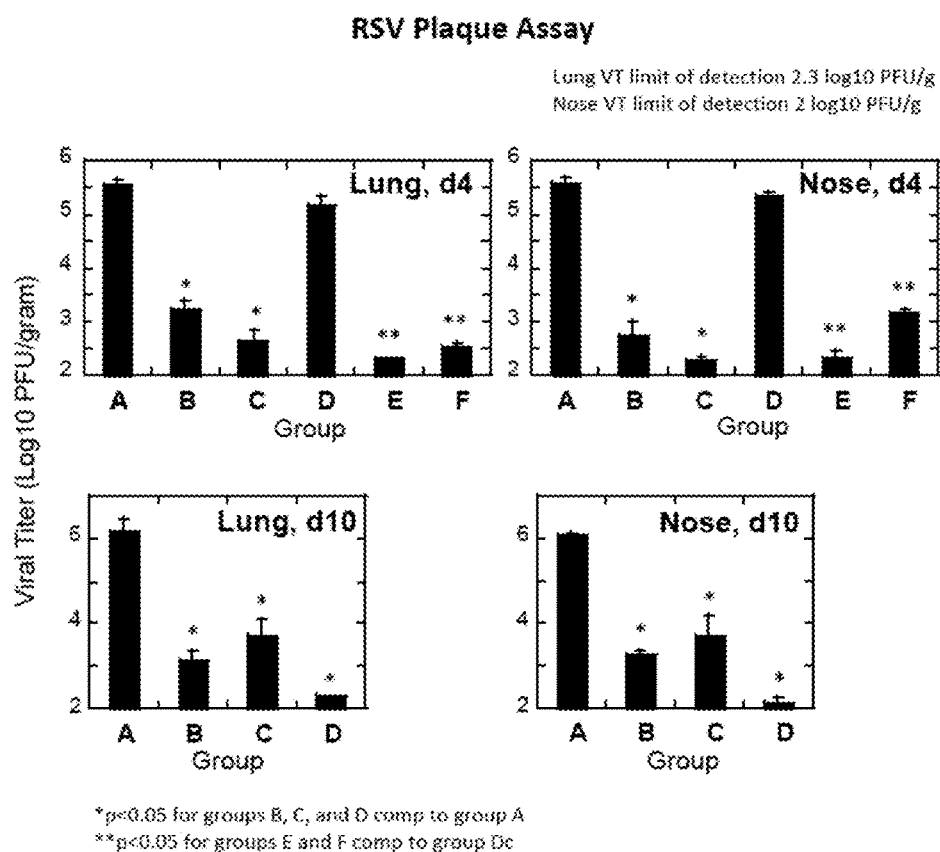 RSV Plaque Assay
Lung VT limit of detection 2.3 log10 PFU/g
Nose VT limit of detection 2 log10 PFU/g
Viral Titer (Log10 PFU/gram)
Lung, d4
6
5
4
3
2
* * ** **
A B C D E F
Group
Nose, d4
6
5
4
3
2
* * ** **
A B C D E F
Group
Lung, d10
6
4
2
* * *
A B C D
Group
Nose, d10
6
4
2
* * *
A B C D
Group
*p<0.05 for groups B, C, and D comp to group A
**p<0.05 for groups E and F comp to group Dc